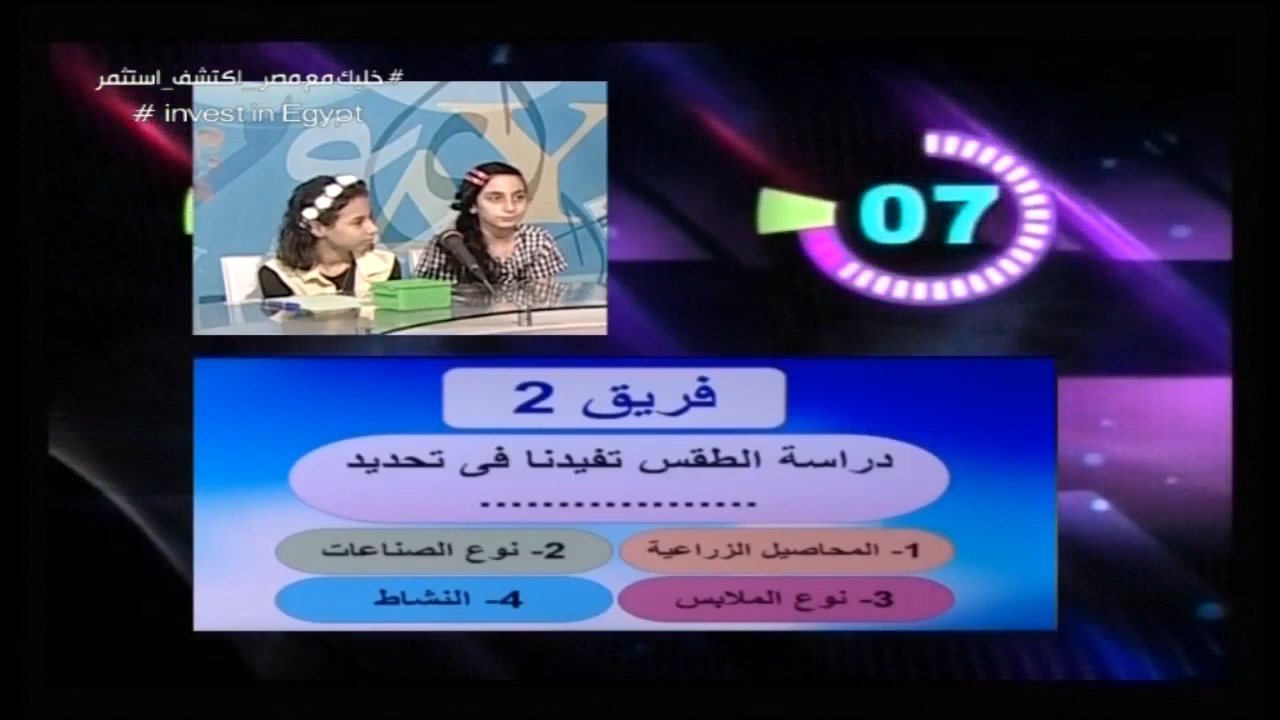 #خليك_مع_مصر_إكتشف_استثمر
# invest in Egypt
07
فريق 2
دراسة الطقس تفيدنا فى تحديد
..................
1- المحاصيل الزراعية
2- نوع الصناعات
3- نوع الملابس
4- النشاط